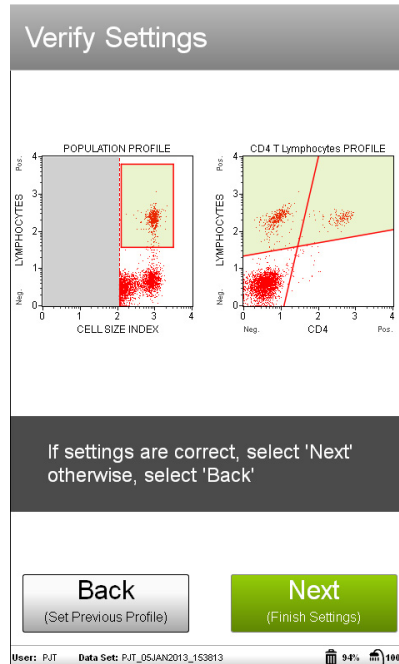 Verify Settings
POPULATION PROFILE
CD4 T Lymphocytes PROFILE
Pos.
LYMPHOCYTES
Neg.
4
3
2
1
0
0 1 2 3 4
CELL SIZE INDEX
Pos.
LYMPHOCYTES
Neg.
4
3
2
1
0
0 1 2 3 4
Neg. CD4 Pos.
If settings are correct, select 'Next'
otherwise, select 'Back'
Back
(Set Previous Profile)
Next
(Finish Settings)
User: PJT Data Set: PJT_05JAN2013_153813 94% 100